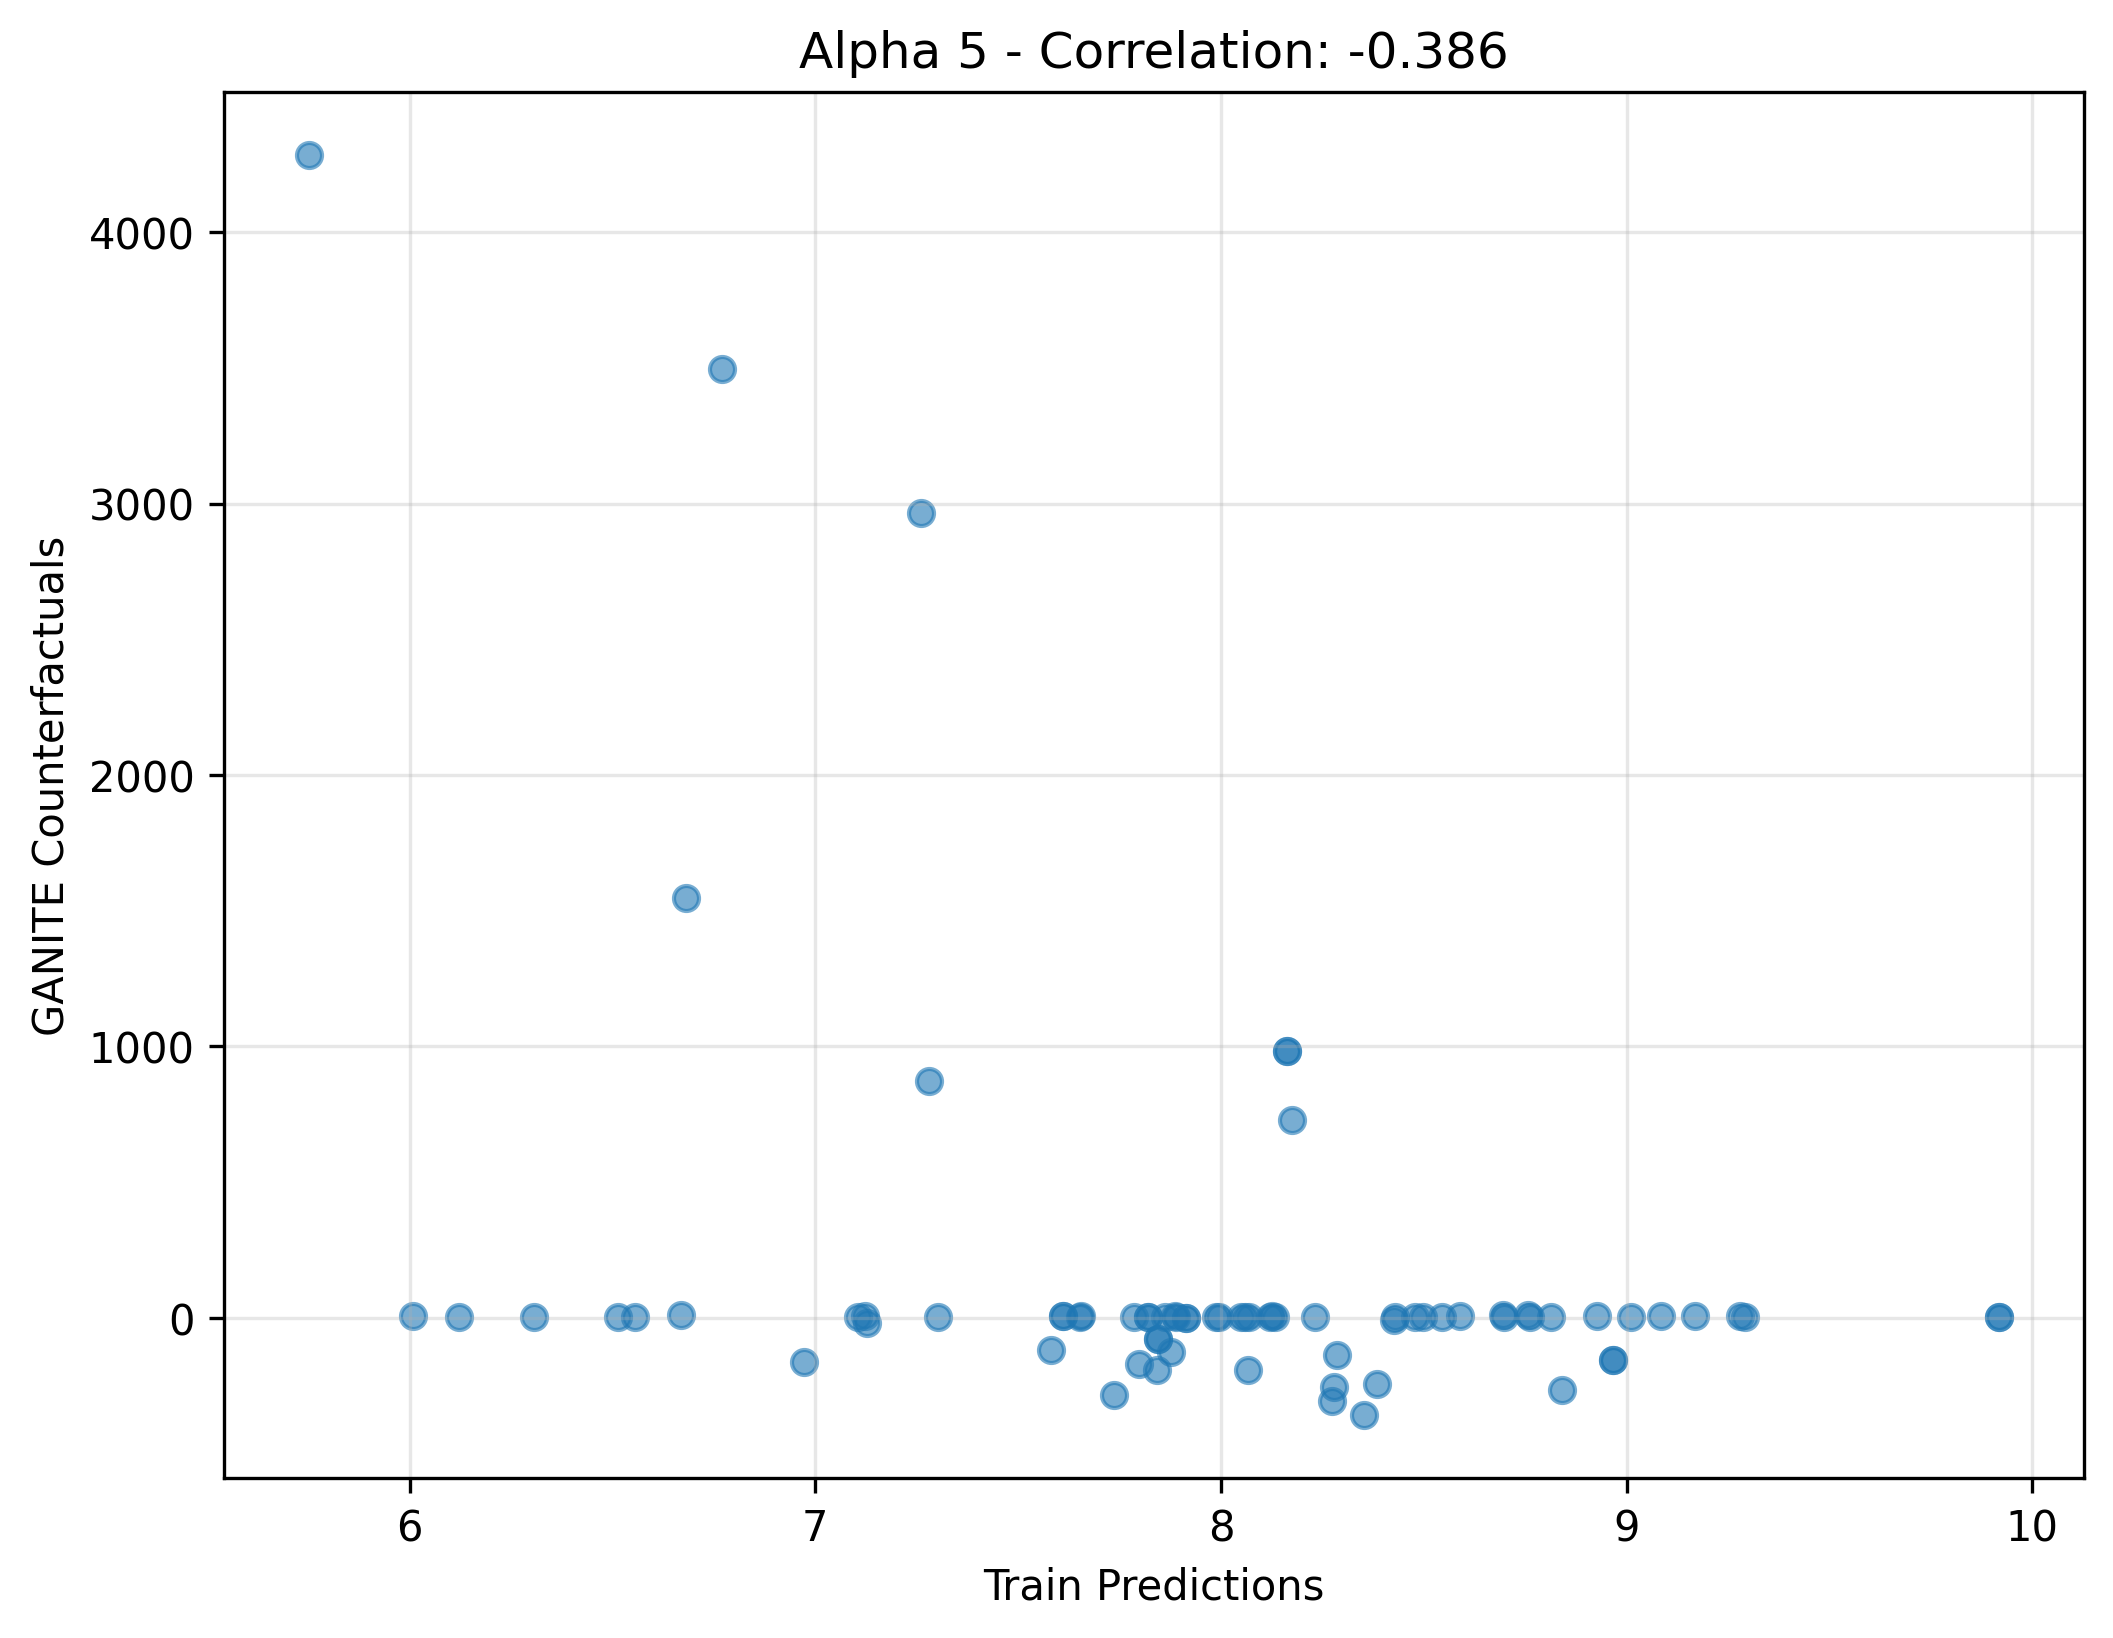 Alpha 5 - Correlation: -0.386
GANITE Counterfactuals
4000
3000
2000
1000
0
6 7 8 9 10
Train Predictions